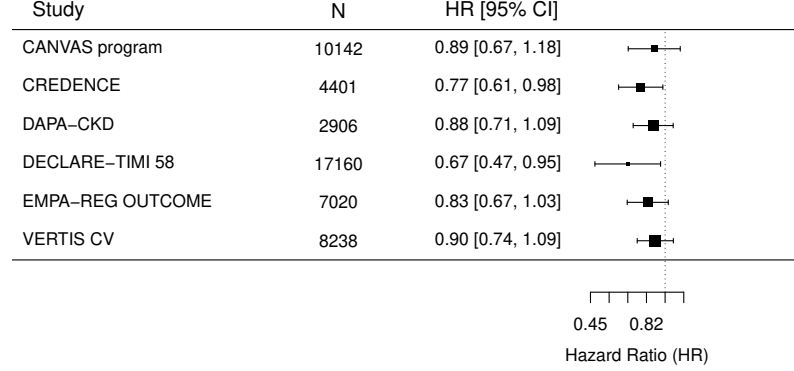 Study N HR [95% CI]
CANVAS program 10142 0.89 [0.67, 1.18]
CREDENCE 4401 0.77 [0.61, 0.98]
DAPA−CKD 2906 0.88 [0.71, 1.09]
DECLARE−TIMI 58 17160 0.67 [0.47, 0.95]
EMPA−REG OUTCOME 7020 0.83 [0.67, 1.03]
VERTIS CV 8238 0.90 [0.74, 1.09]
0.45 0.82
Hazard Ratio (HR)